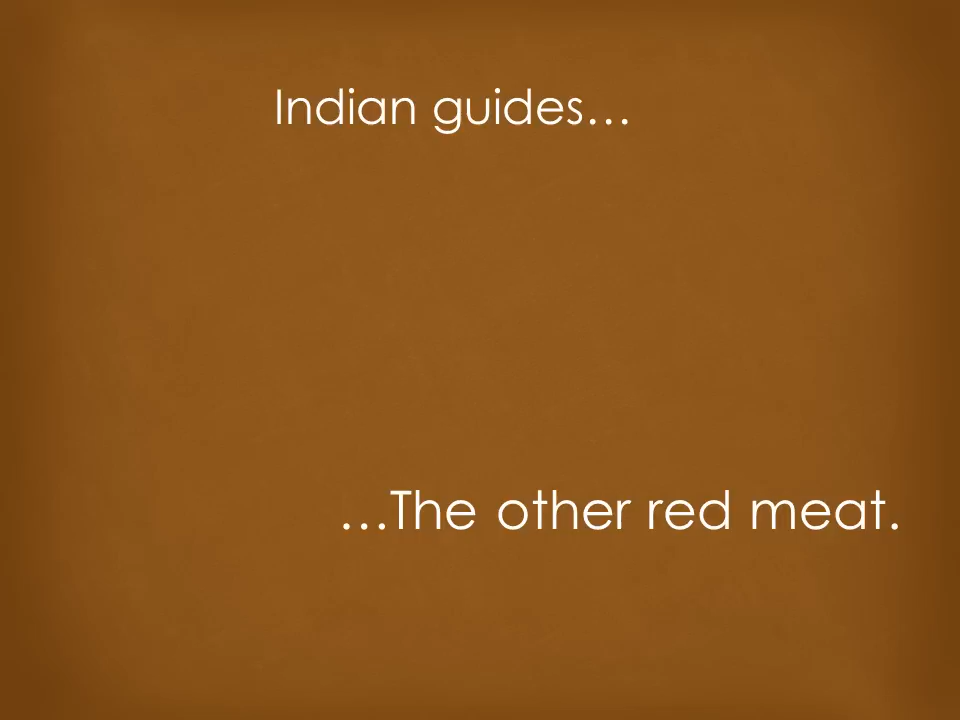 Indian guides…
…The other red meat.